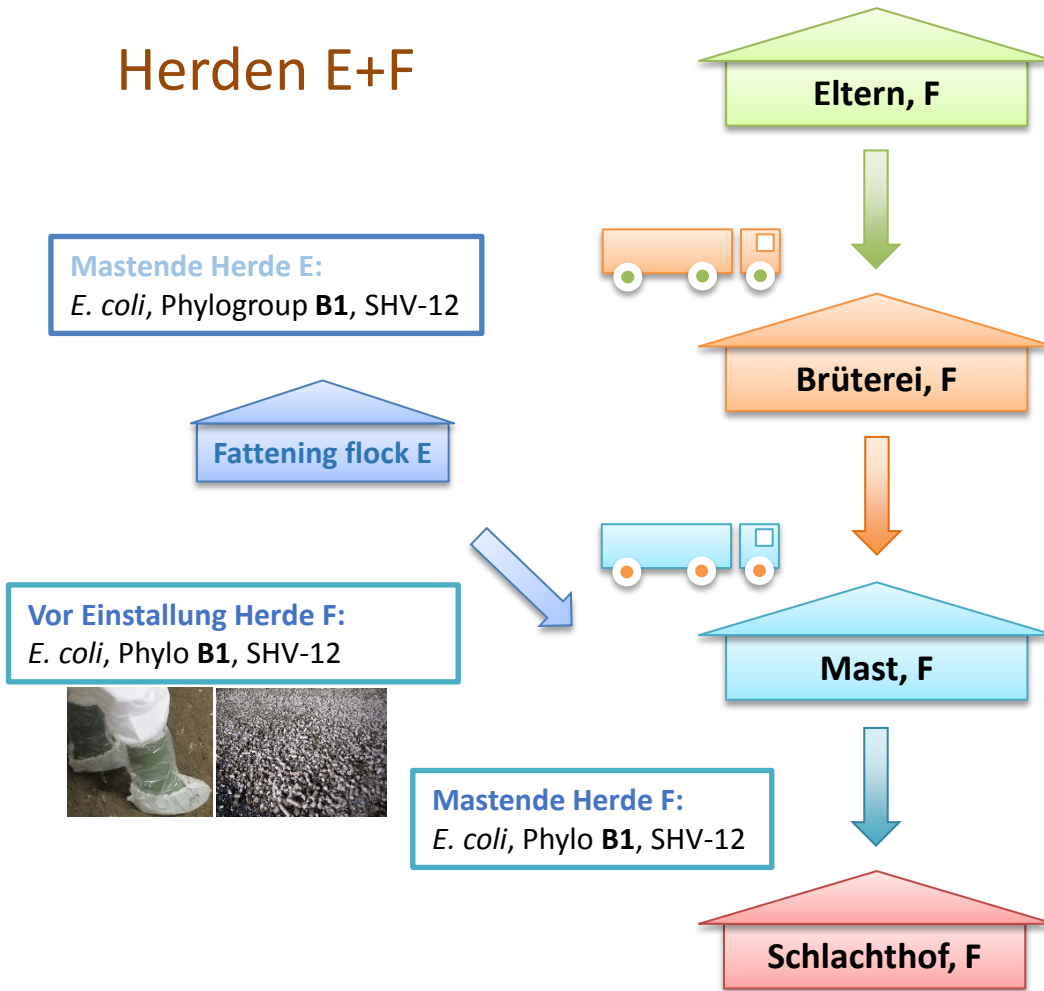 Herden E+F
Eltern, F
Mastende Herde E:
E. coli, Phylogroup B1, SHV-12
Brüterei, F
Fattening flock E
Vor Einstallung Herde F:
E. coli, Phylo B1, SHV-12
Mast, F
Mastende Herde F:
E. coli, Phylo B1, SHV-12
Schlachthof, F